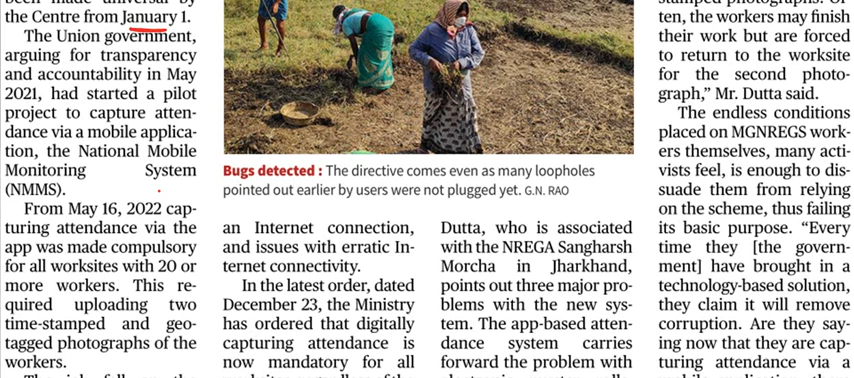 been made universal by
the Centre from January 1.
The Union government,
arguing for transparency
and accountability in May
2021, had started a pilot
project to capture atten-
dance via a mobile applica-
tion, the National Mobile
Monitoring System
(NMMS).
From May 16, 2022 cap-
turing attendance via the
app was made compulsory
for all worksites with 20 or
more workers. This re-
quired uploading two
time-stamped and geo-
tagged photographs of the
workers.
Bugs detected : The directive comes even as many loopholes
pointed out earlier by users were not plugged yet. G.N. RAO
an Internet connection,
and issues with erratic In-
ternet connectivity.
In the latest order, dated
December 23, the Ministry
has ordered that digitally
capturing attendance is
now mandatory for all
Dutta, who is associated
with the NREGA Sangharsh
Morcha in Jharkhand,
points out three major pro-
blems with the new sys-
tem. The app-based atten-
dance system carries
forward the problem with
stamped photographs. Of-
ten, the workers may finish
their work but are forced
to return to the worksite
for the second photo-
graph,” Mr. Dutta said.
The endless conditions
placed on MGNREGS work-
ers themselves, many acti-
vists feel, is enough to dis-
suade them from relying
on the scheme, thus failing
its basic purpose. “Every
time they [the govern-
ment] have brought in a
technology-based solution,
they claim it will remove
corruption. Are they say-
ing now that they are cap-
turing attendance via a